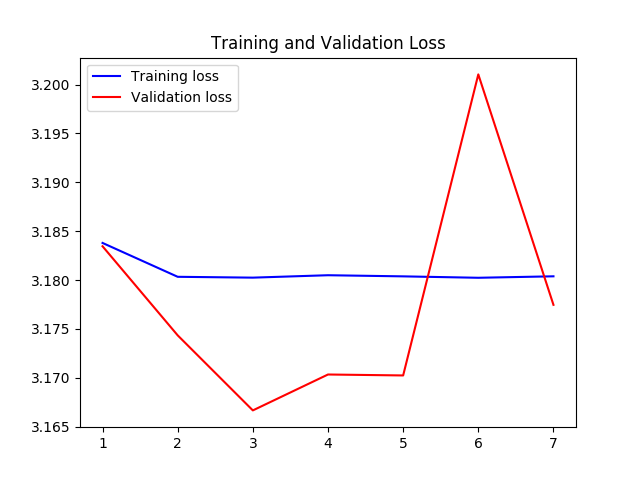 Training and Validation Loss
Training loss
Validation loss
3.200
3.195
3.190
3.185
3.180
3.175
3.170
3.165
1 2 3 4 5 6 7